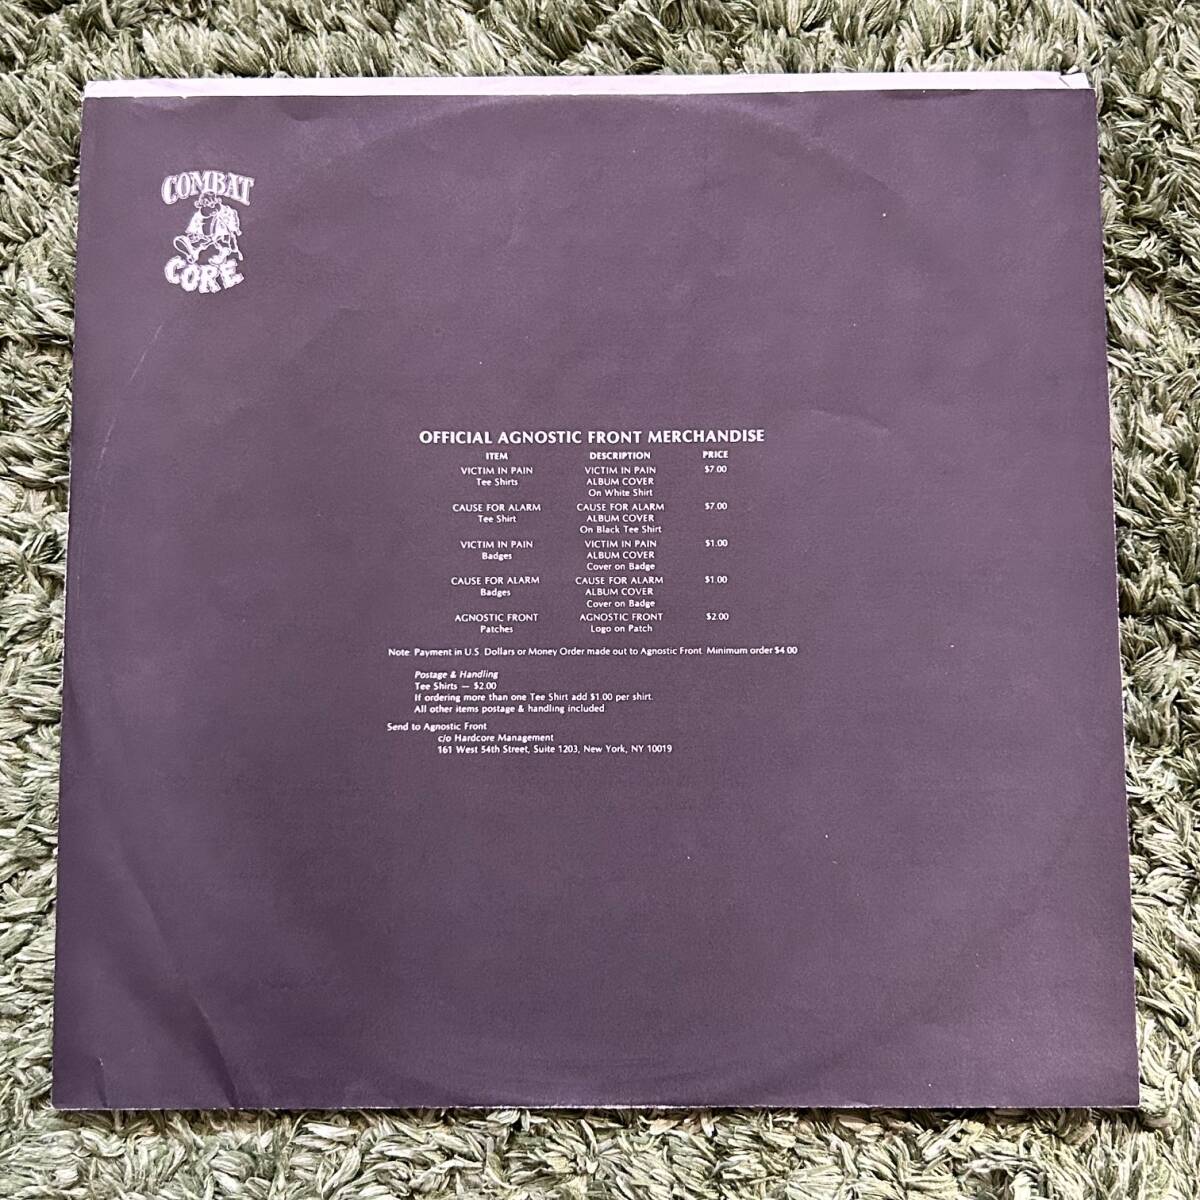 COMBAT
CORE
OFFICIAL AGNOSTIC FRONT MERCHANDISE
ITEM DESCRIPTION PRICE
VICTIM IN PAIN VICTIM IN PAIN $7.00
Tee Shirts ALBUM COVER
On White Shirt
CAUSE FOR ALARM CAUSE FOR ALARM $7.00
Tee Shirt ALBUM COVER
On Black Tee Shirt
VICTIM IN PAIN VICTIM IN PAIN $1.00
Badges ALBUM COVER
Cover on Badge
CAUSE FOR ALARM CAUSE FOR ALARM $1.00
Badges ALBUM COVER
Cover on Badge
AGNOSTIC FRONT AGNOSTIC FRONT $2.00
Patches Logo on Patch
Note: Payment in U.S. Dollars or Money Order made out to Agnostic Front. Minimum order $4.00
Postage & Handling
Tee Shirts — $2.00
If ordering more than one Tee Shirt add $1.00 per shirt.
All other items postage & handling included.
Send to Agnostic Front
c/o Hardcore Management
161 West 54th Street, Suite 1203, New York, NY 10019